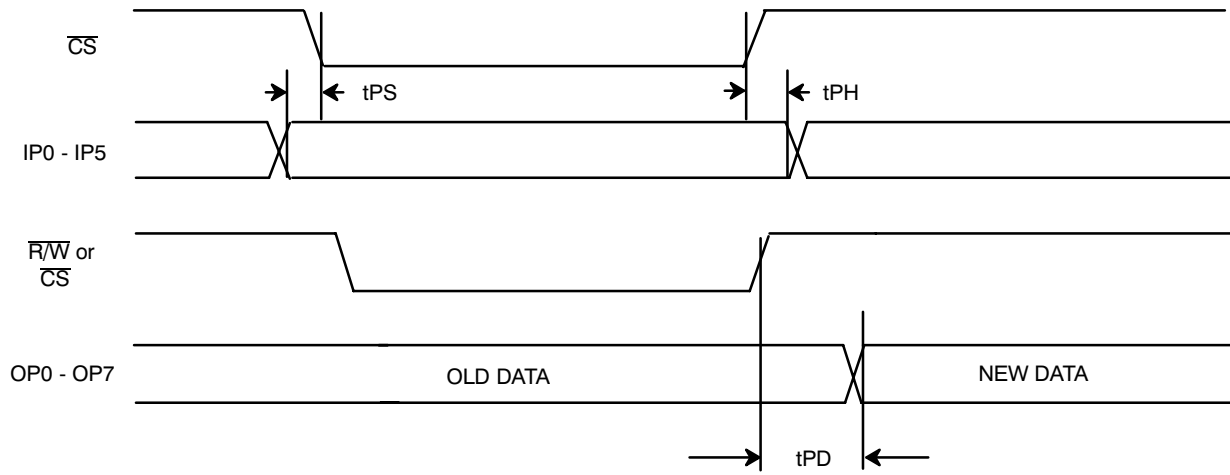 CS
tPS
tPH
IP0 - IP5
R/W or
CS
OP0 - OP7
OLD DATA
NEW DATA
tPD